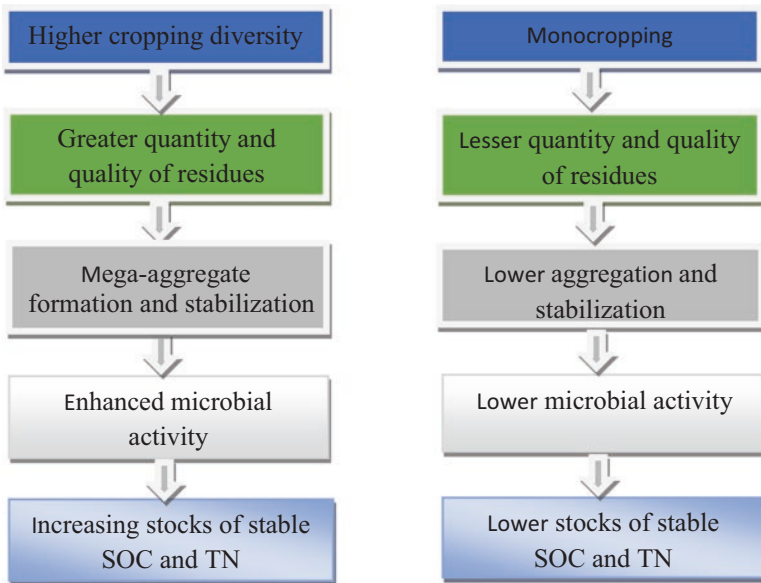 Higher cropping diversity
Greater quantity and
quality of residues
Mega-aggregate
formation and stabilization
Enhanced microbial
activity
Increasing stocks of stable
SOC and TN
Monocropping
Lesser quantity and quality
of residues
Lower aggregation and
stabilization
Lower microbial activity
Lower stocks of stable
SOC and TN